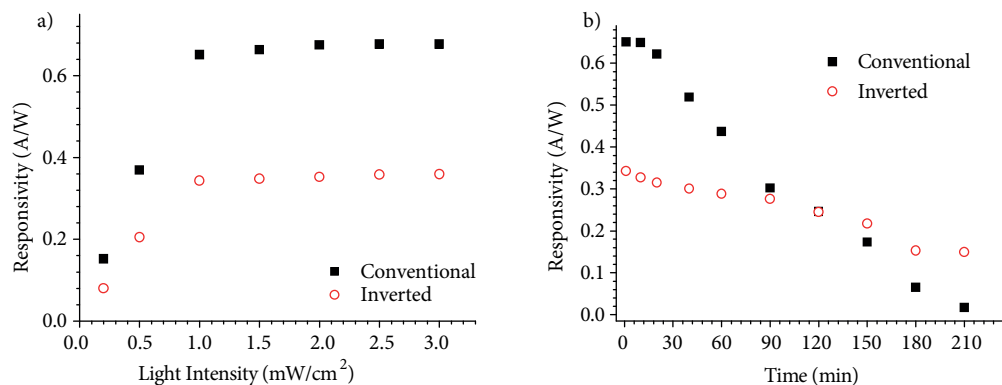 a)
Responsivity (A/W)
0.6
0.4
0.2
0.0
Conventional
Inverted
0.0 0.5 1.0 1.5 2.0 2.5 3.0
Light Intensity (mW/cm²)
b)
Responsivity (A/W)
0.6
0.5
0.4
0.3
0.2
0.1
0.0
Conventional
Inverted
0 30 60 90 120 150 180 210
Time (min)